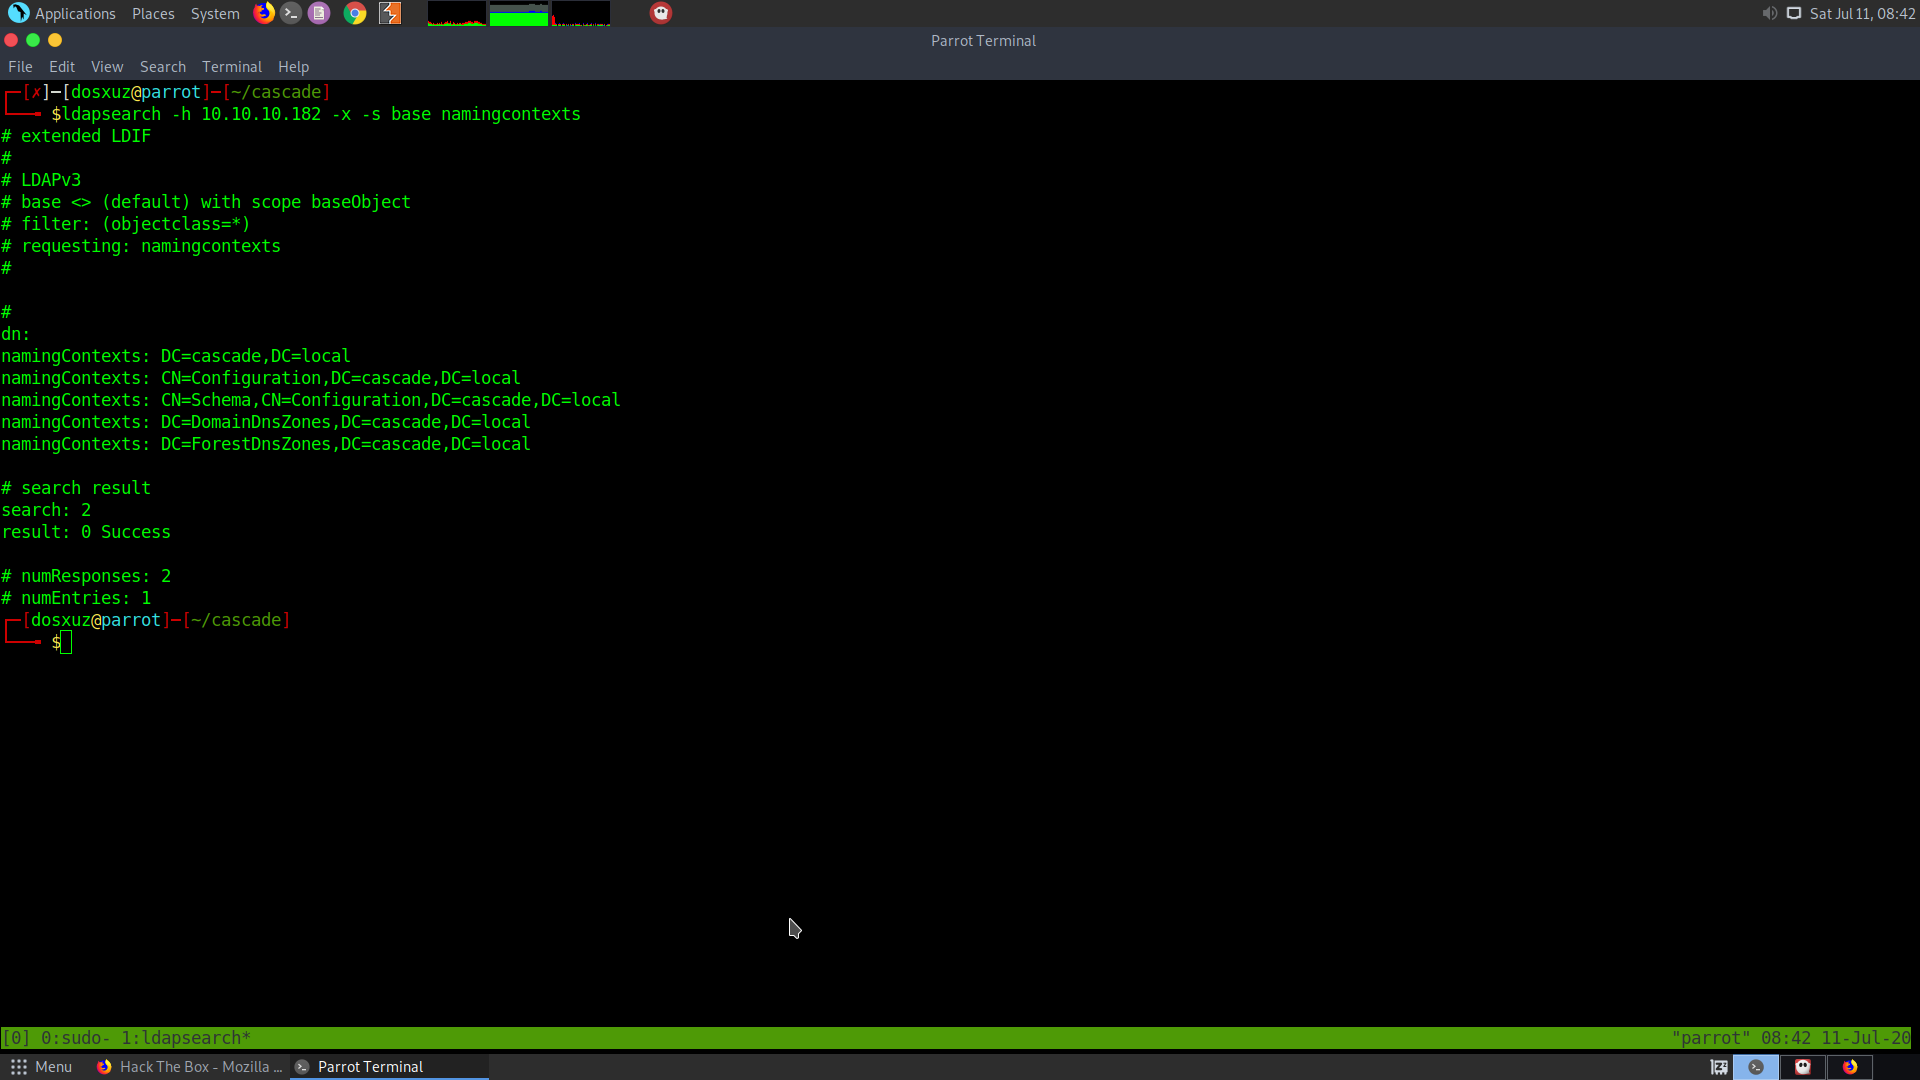 Applications Places System Sat Jul 11, 08:42
Parrot Terminal
File Edit View Search Terminal Help
┌─[✗]─[dosxuz@parrot]─[~/cascade]
└──╼ $ldapsearch -h 10.10.10.182 -x -s base namingcontexts
# extended LDIF
#
# LDAPv3
# base <> (default) with scope baseObject
# filter: (objectclass=*)
# requesting: namingcontexts
#
#
dn:
namingContexts: DC=cascade,DC=local
namingContexts: CN=Configuration,DC=cascade,DC=local
namingContexts: CN=Schema,CN=Configuration,DC=cascade,DC=local
namingContexts: DC=DomainDnsZones,DC=cascade,DC=local
namingContexts: DC=ForestDnsZones,DC=cascade,DC=local
# search result
search: 2
result: 0 Success
# numResponses: 2
# numEntries: 1
┌─[dosxuz@parrot]─[~/cascade]
└──╼ $
[0] 0:sudo- 1:ldapsearch* "parrot" 08:42 11-Jul-20
Menu Hack The Box - Mozilla ... Parrot Terminal